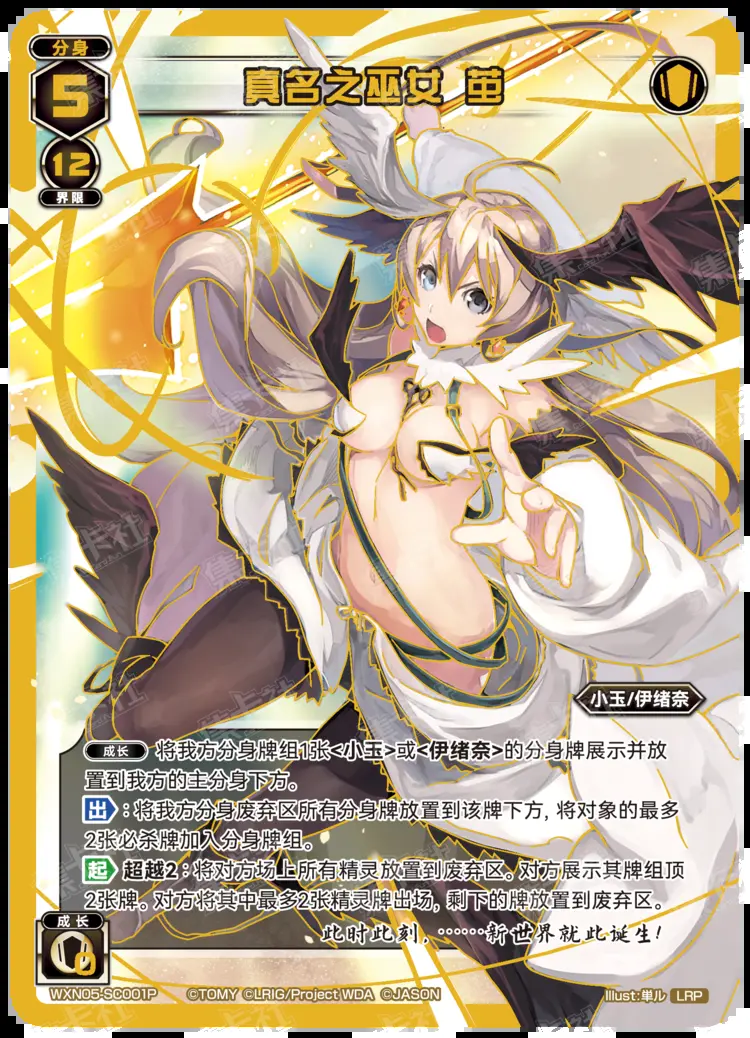 分身
5
真名之巫女 茧
12
界限
小玉/伊绪奈
成长 将我方分身牌组1张<小玉>或<伊绪奈>的分身牌展示并放
置到我方的主分身下方。
出：将我方分身废弃区所有分身牌放置到该牌下方，将对象的最多
2张必杀牌加入分身牌组。
起 超越2：将对方场上所有精灵放置到废弃区。对方展示其牌组顶
2张牌。对方将其中最多2张精灵牌出场，剩下的牌放置到废弃区。
此时此刻，……新世界就此诞生！
成长
0
WXN05-SC001P ©TOMY ©LRIG/Project WDA ©JASON Illust:単ル LRP
集卡社